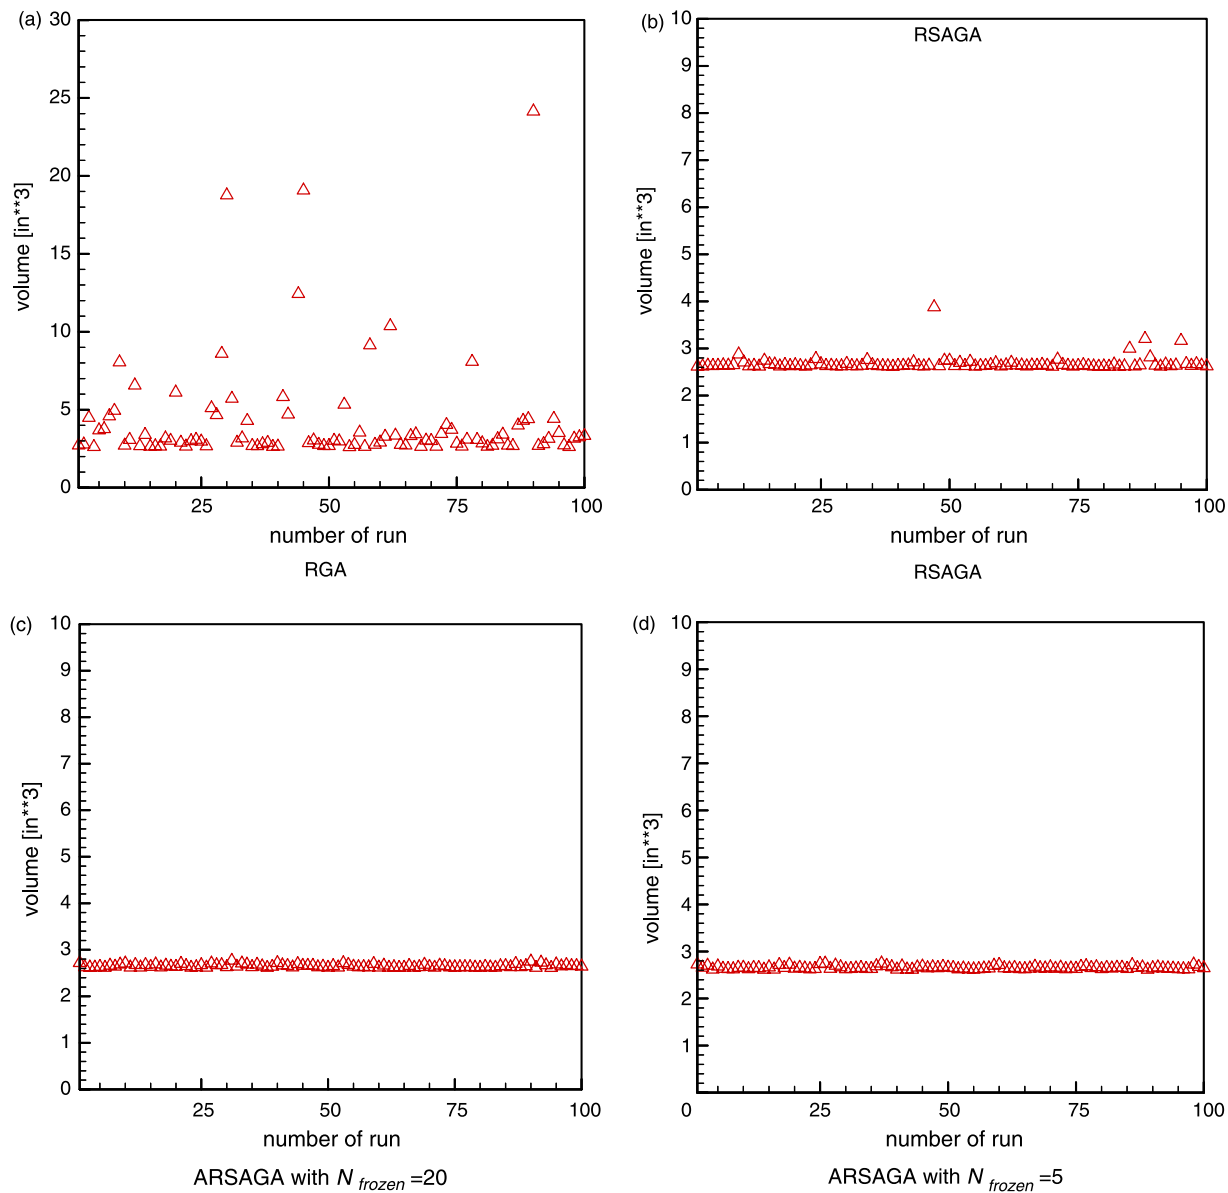 (a)
30
25
20
15
10
5
0
volume [in**3]
25 50 75 100
number of run
RGA
(b)
RSAGA
10
9
8
7
6
5
4
3
2
1
0
volume [in**3]
25 50 75 100
number of run
RSAGA
(c)
10
9
8
7
6
5
4
3
2
1
0
volume [in**3]
25 50 75 100
number of run
ARSAGA with N frozen =20
(d)
10
9
8
7
6
5
4
3
2
1
volume [in**3]
0 25 50 75 100
number of run
ARSAGA with N frozen =5